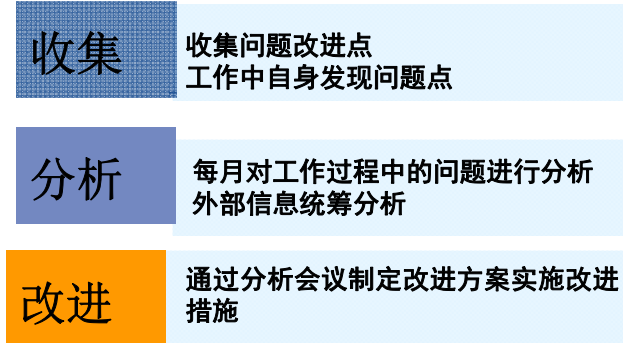 收集
收集问题改进点
工作中自身发现问题点
分析
每月对工作过程中的问题进行分析
外部信息统筹分析
改进
通过分析会议制定改进方案实施改进
措施